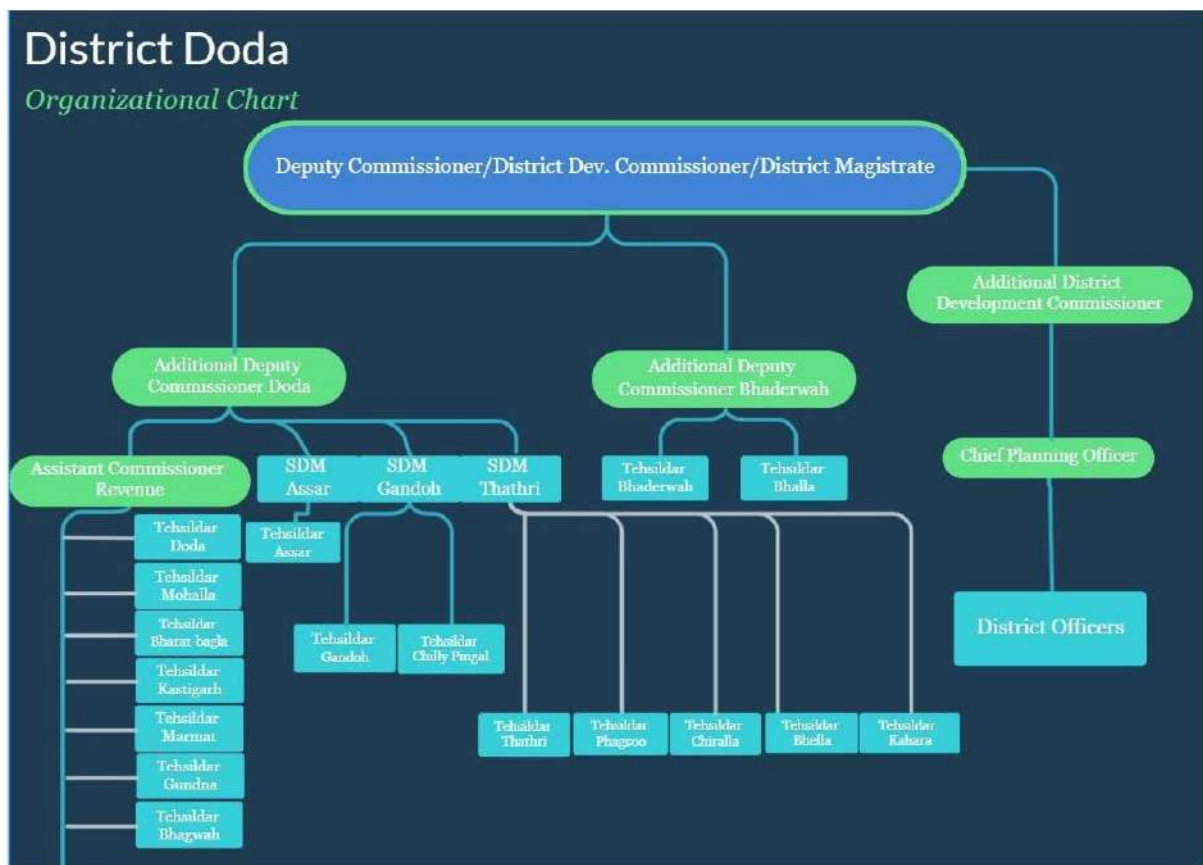 District Doda
Organizational Chart
Deputy Commissioner/District Dev. Commissioner/District Magistrate
Additional District
Development Commissioner
Additional Deputy
Commissioner Doda
Additional Deputy
Commissioner Bhaderwah
Assistant Commissioner
Revenue
SDM
Assar
SDM
Gandoh
SDM
Thathri
Tehsildar
Bhaderwah
Tehsildar
Bhalla
Chief Planning Officer
Tehsildar
Doda
Tehsildar
Assar
Tehsildar
Mohalla
Tehsildar
Bharat-bagla
Tehsildar
Kastigarh
Tehsildar
Marmat
Tehsildar
Gundna
Tehsildar
Bhagwah
Tehsildar
Gandoh
Tehsildar
Chilly Pingal
District Officers
Tehsildar
Thathri
Tehsildar
Phagsoo
Tehsildar
Chiralla
Tehsildar
Bhella
Tehsildar
Kahara